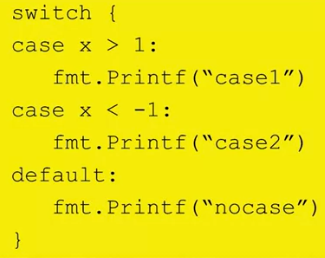 switch {
case x > 1:
    fmt.Printf(“case1”)
case x < -1:
    fmt.Printf(“case2”)
default:
    fmt.Printf(“nocase”)
}